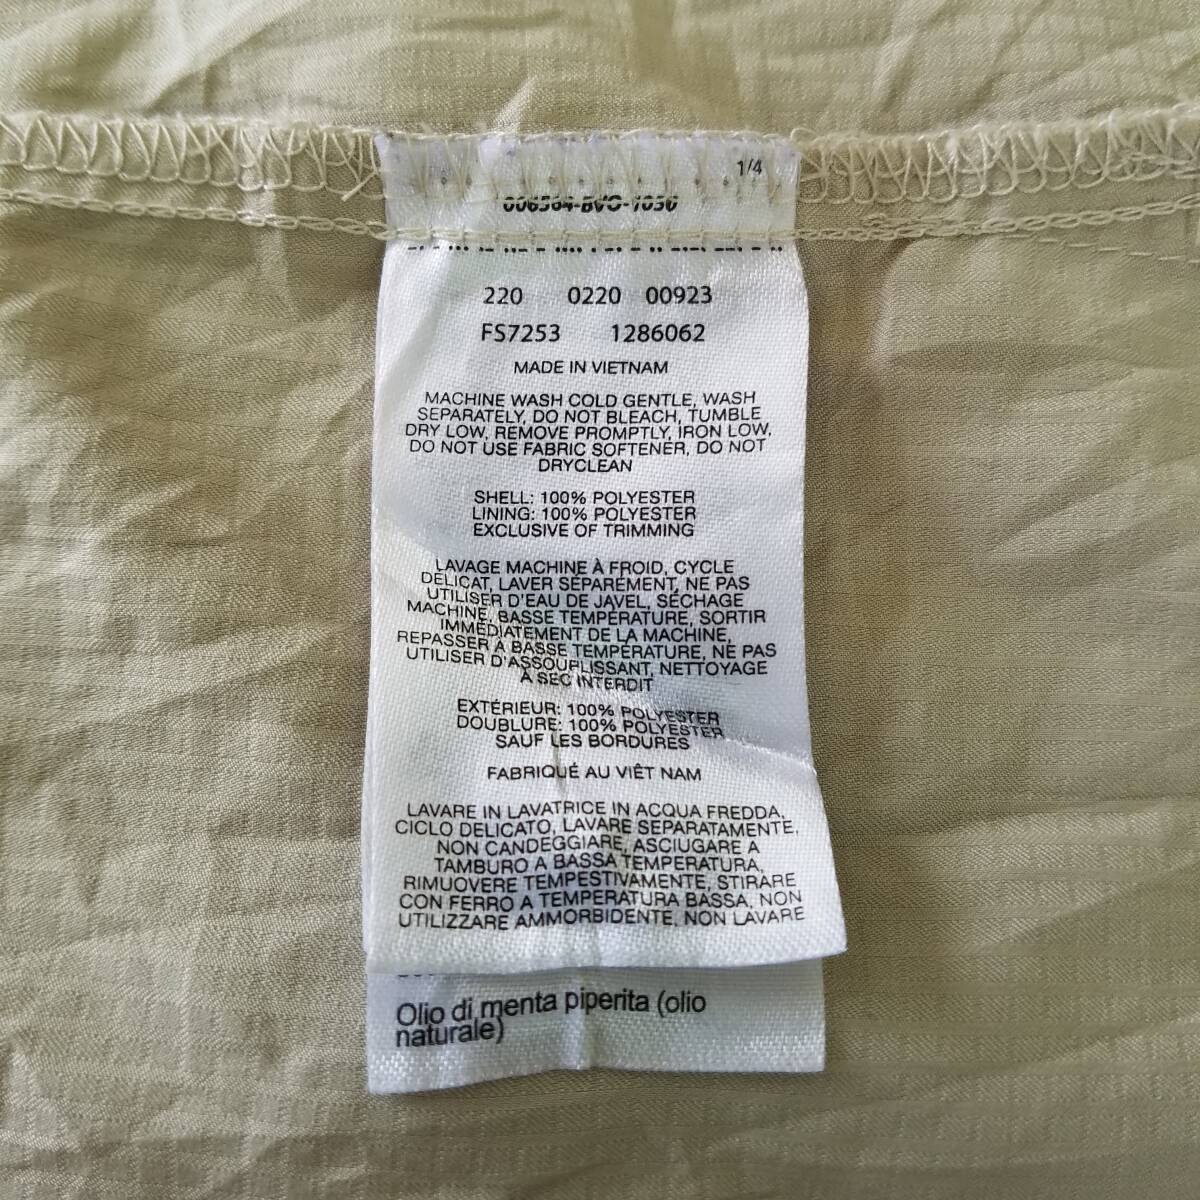 1/4
006564-BVO-1030
220 0220 00923
FS7253 1286062
MADE IN VIETNAM
MACHINE WASH COLD GENTLE, WASH
SEPARATELY, DO NOT BLEACH, TUMBLE
DRY LOW, REMOVE PROMPTLY, IRON LOW,
DO NOT USE FABRIC SOFTENER, DO NOT
DRYCLEAN
SHELL: 100% POLYESTER
LINING: 100% POLYESTER
EXCLUSIVE OF TRIMMING
LAVAGE MACHINE À FROID, CYCLE
DÉLICAT, LAVER SÉPARÉMENT, NE PAS
UTILISER D'EAU DE JAVEL, SÉCHAGE
MACHINE, BASSE TEMPÉRATURE, SORTIR
IMMÉDIATEMENT DE LA MACHINE,
REPASSER À BASSE TEMPÉRATURE, NE PAS
UTILISER D'ASSOUPLISSANT, NETTOYAGE
À SEC INTERDIT
EXTÉRIEUR: 100% POLYESTER
DOUBLURE: 100% POLYESTER
SAUF LES BORDURES
FABRIQUÉ AU VIÊT NAM
LAVARE IN LAVATRICE IN ACQUA FREDDA,
CICLO DELICATO, LAVARE SEPARATAMENTE,
NON CANDEGGIARE, ASCIUGARE A
TAMBURO A BASSA TEMPERATURA,
RIMUOVERE TEMPESTIVAMENTE, STIRARE
CON FERRO A TEMPERATURA BASSA, NON
UTILIZZARE AMMORBIDENTE, NON LAVARE
Olio di menta piperita (olio
naturale)